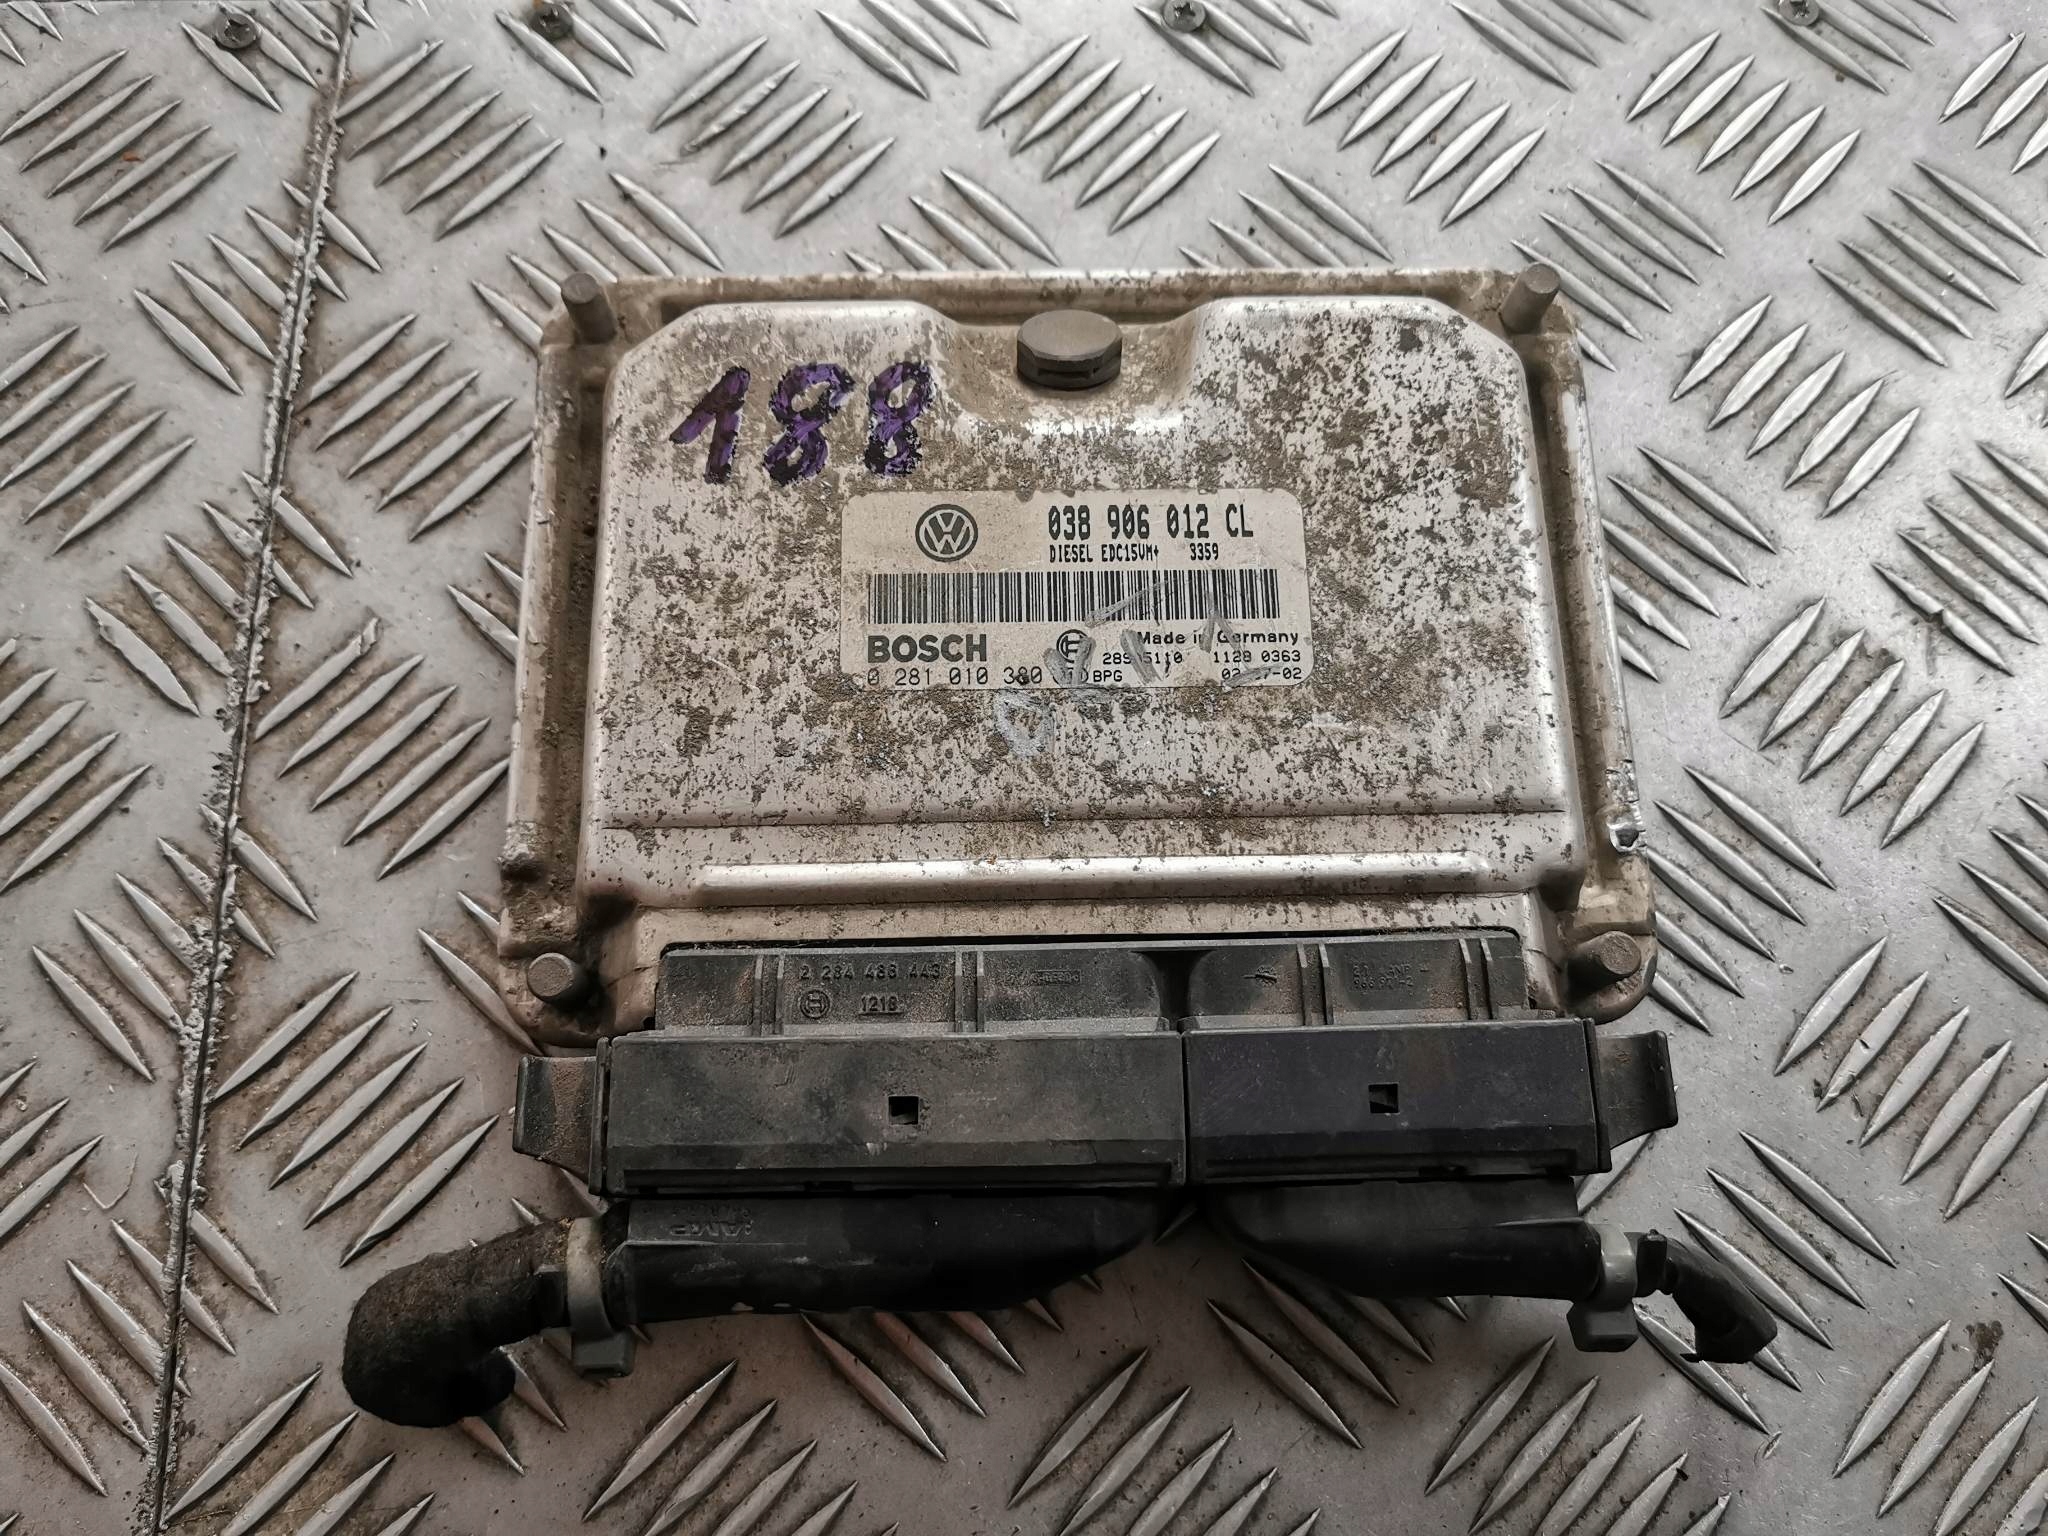 188
038 906 012 CL
DIESEL EDC15VM+ 3359
BOSCH
Made in Germany
1128 0363
0 281 010 380 BPG
2 284 486 443
1218
AMP